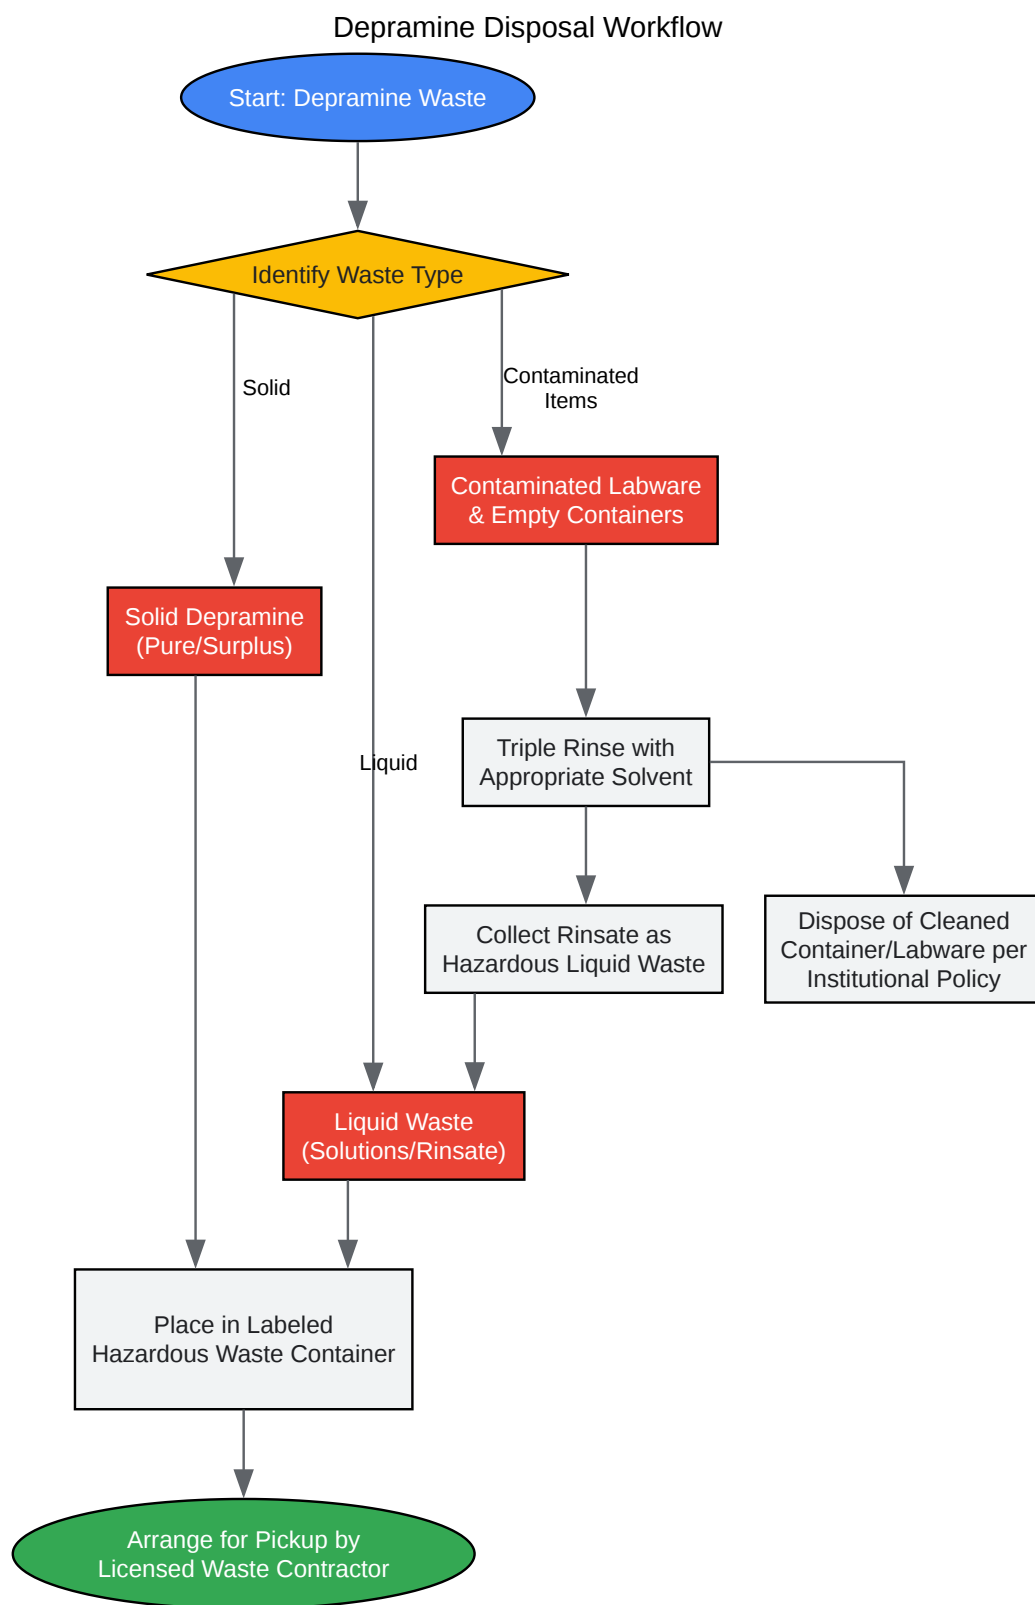 Depramine Disposal Workflow
Start: Depramine Waste
Identify Waste Type
Solid
Contaminated
Items
Contaminated Labware
& Empty Containers
Solid Depramine
(Pure/Surplus)
Liquid
Triple Rinse with
Appropriate Solvent
Collect Rinsate as
Hazardous Liquid Waste
Dispose of Cleaned
Container/Labware per
Institutional Policy
Liquid Waste
(Solutions/Rinsate)
Place in Labeled
Hazardous Waste Container
Arrange for Pickup by
Licensed Waste Contractor